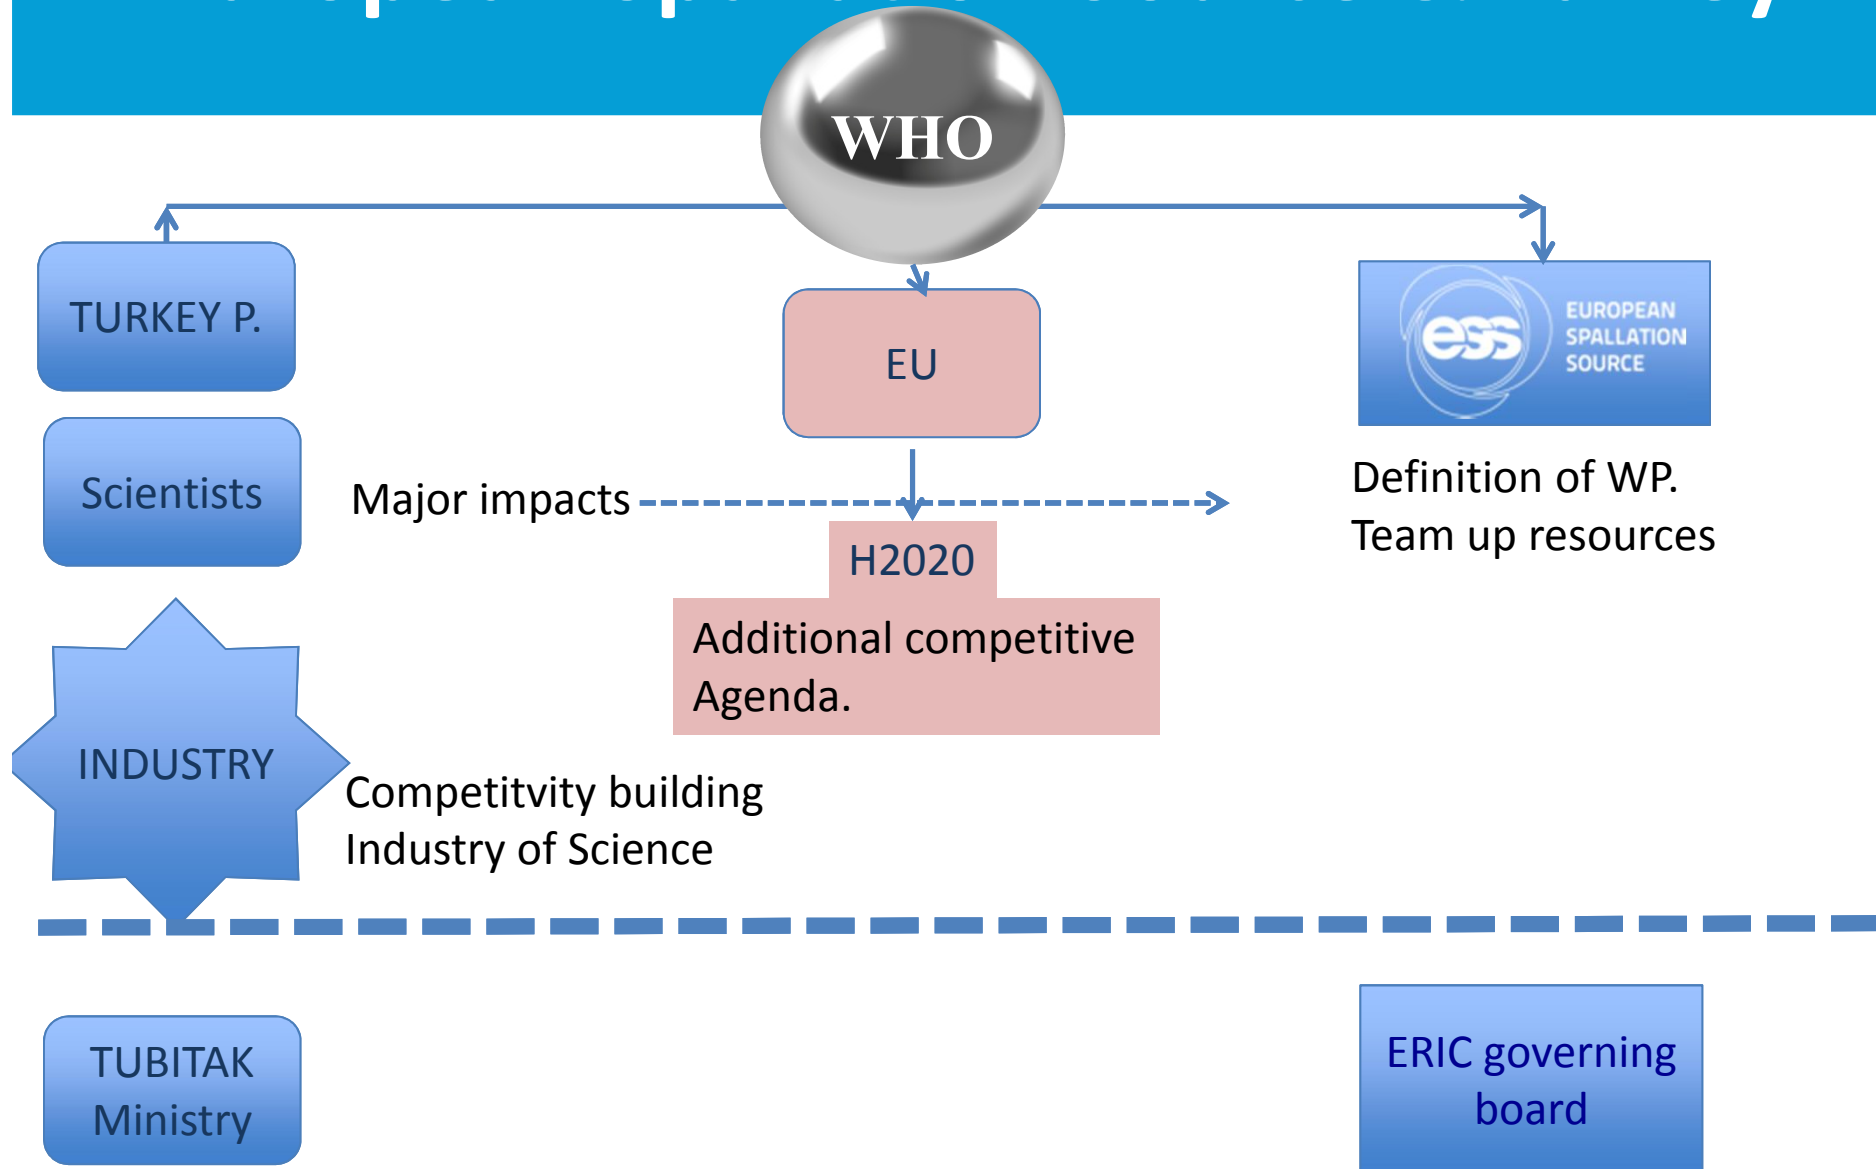 WHO
TURKEY P.
EU
ess
EUROPEAN
SPALLATION
SOURCE
Scientists
Major impacts
Definition of WP.
Team up resources
H2020
Additional competitive
Agenda.
INDUSTRY
Competitvity building
Industry of Science
TUBITAK
Ministry
ERIC governing
board